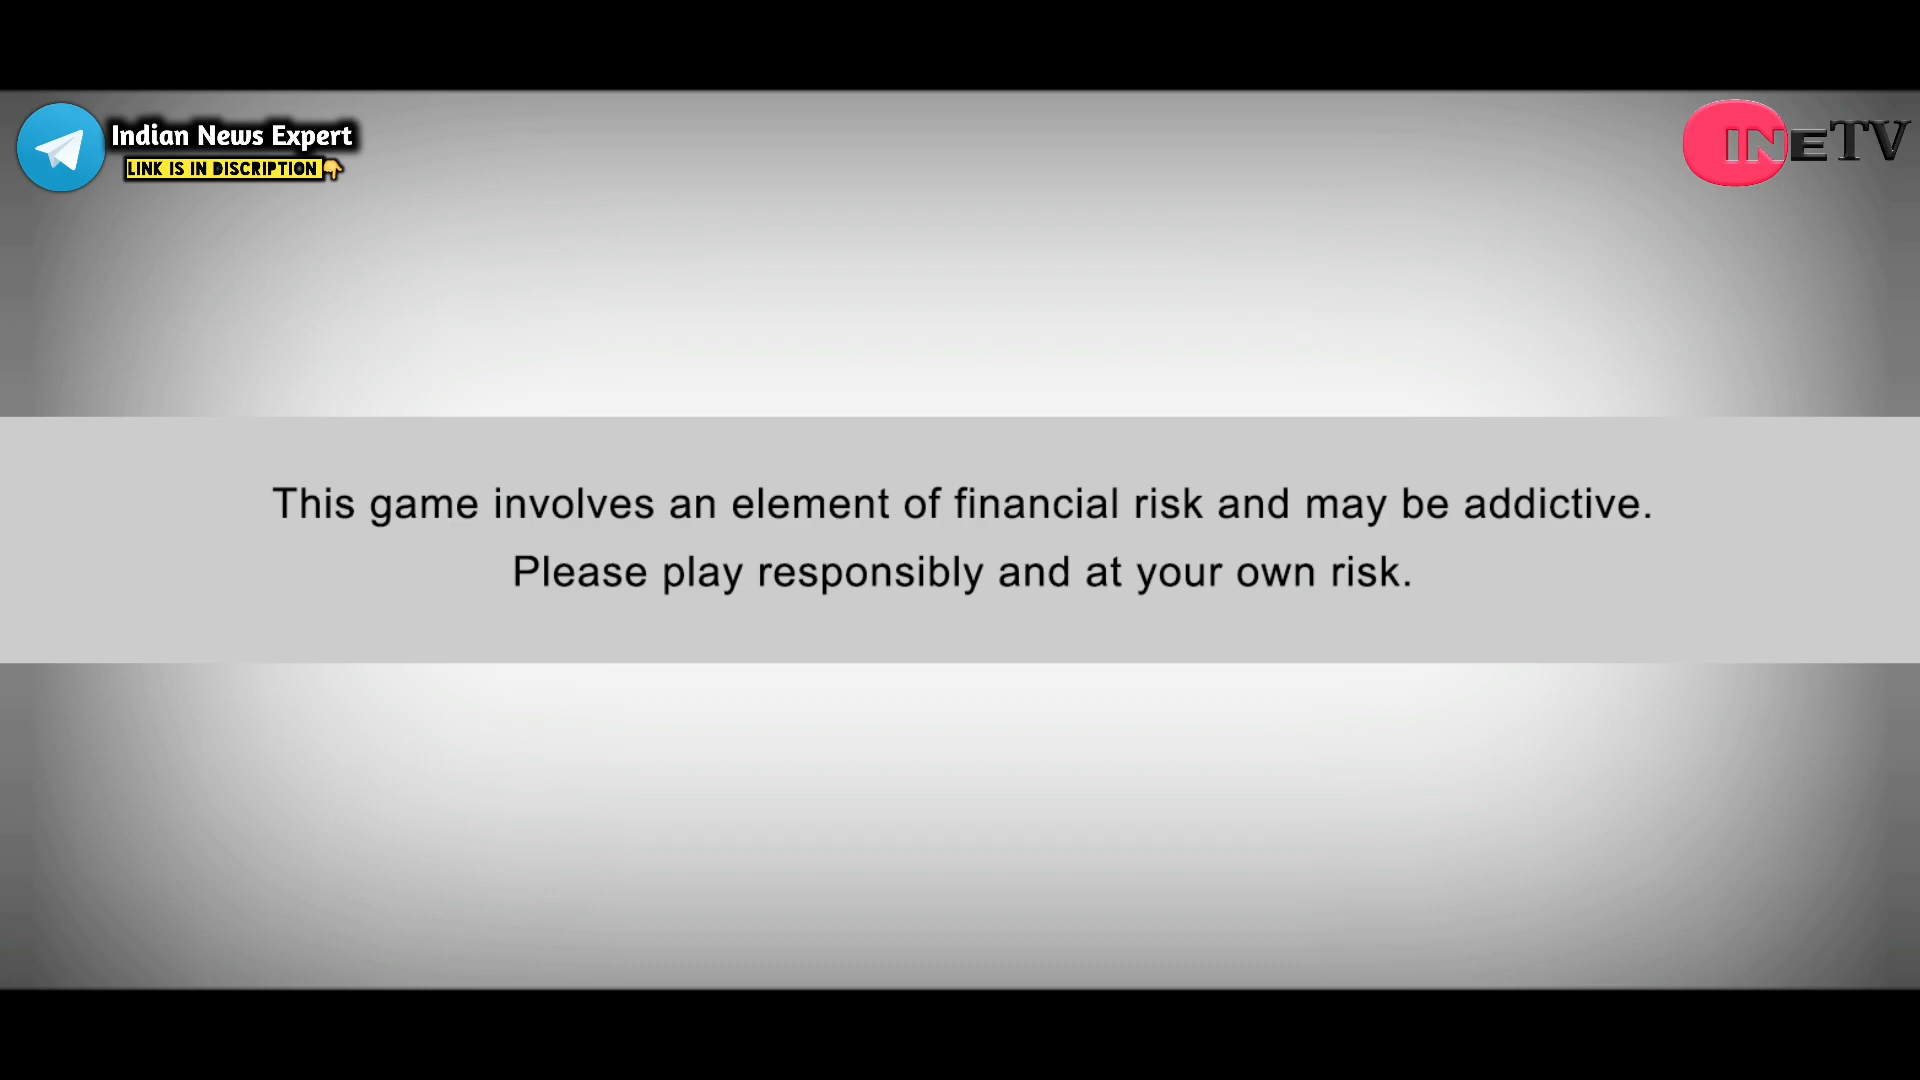 Indian News Expert
LINK IS IN DISCRIPTION
INETV
This game involves an element of financial risk and may be addictive.
Please play responsibly and at your own risk.